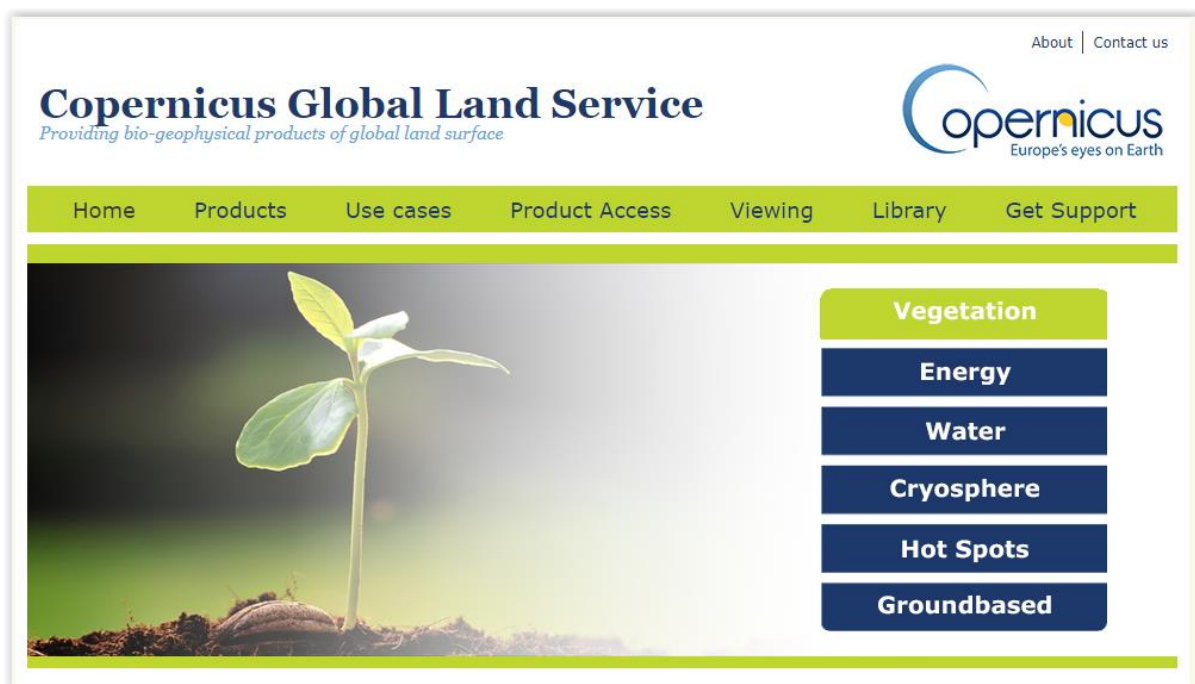 About | Contact us
Copernicus Global Land Service
Providing bio-geophysical products of global land surface
opernicus
Europe's eyes on Earth
Home Products Use cases Product Access Viewing Library Get Support
Vegetation
Energy
Water
Cryosphere
Hot Spots
Groundbased